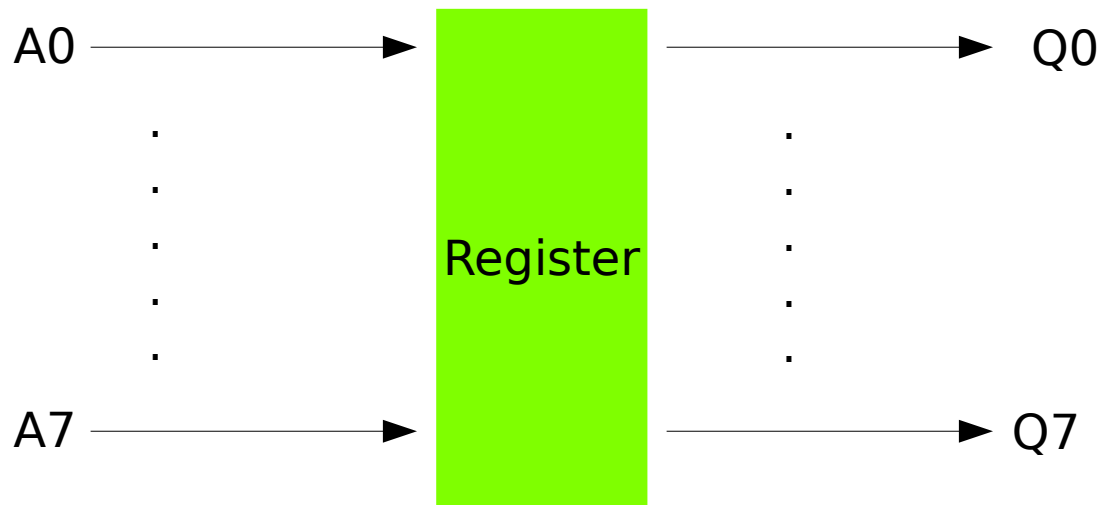 A0
Q0
.
.
.
.
.
.
.
.
.
.
Register
A7
Q7